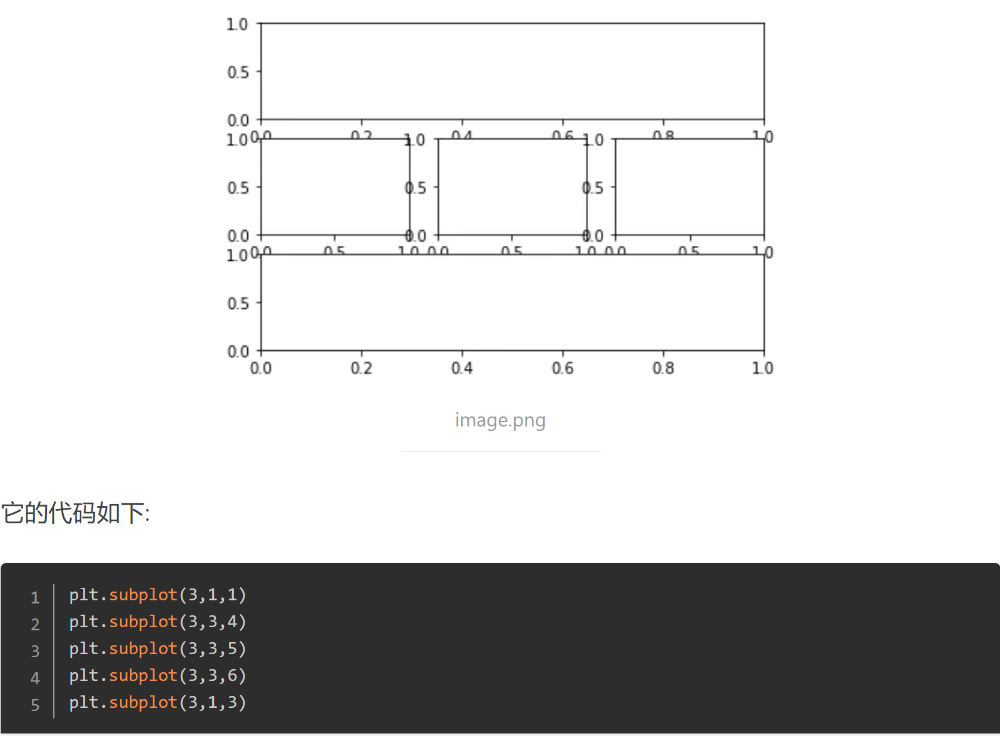 1.0
0.5
0.0
0.0 0.2 0.4 0.6 0.8 1.0
1.0 1.0 1.0
0.5 0.5 0.5
0.0 0.0 0.0
0.0 0.5 1.0 0.0 0.5 1.0 0.0 0.5 1.0
1.0
0.5
0.0
0.0 0.2 0.4 0.6 0.8 1.0
image.png
它的代码如下:
1 plt.subplot(3,1,1)
2 plt.subplot(3,3,4)
3 plt.subplot(3,3,5)
4 plt.subplot(3,3,6)
5 plt.subplot(3,1,3)